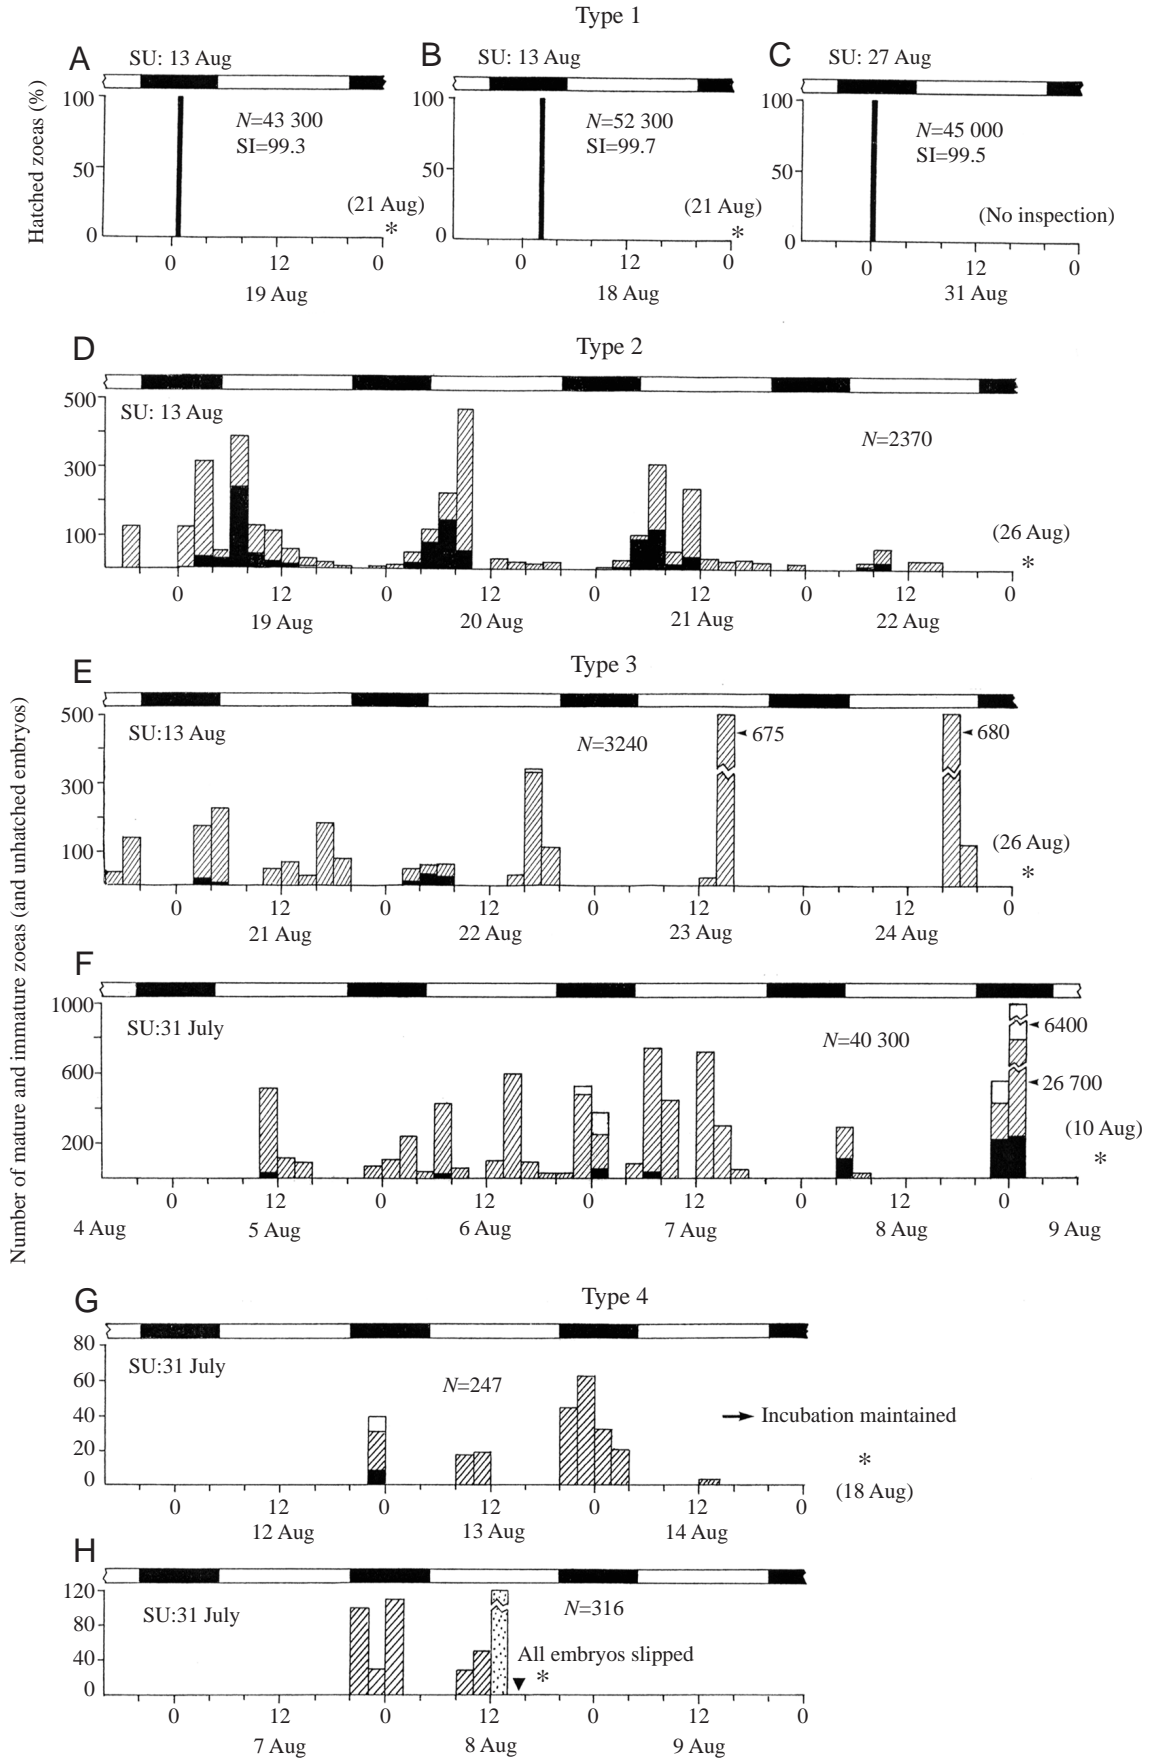 Type 1
A
SU: 13 Aug
B
SU: 13 Aug
C
SU: 27 Aug
Hatched zoeas (%)
100
50
0
N=43 300
SI=99.3
(21 Aug)
*
0 12 0
19 Aug
100
50
0
N=52 300
SI=99.7
(21 Aug)
*
0 12 0
18 Aug
100
50
0
N=45 000
SI=99.5
(No inspection)
0 12 0
31 Aug
Type 2
D
SU: 13 Aug
500
300
100
N=2370
(26 Aug)
*
0 12 0 12 0 12 0 12 0
19 Aug 20 Aug 21 Aug 22 Aug
Number of mature and immature zoeas (and unhatched embryos)
Type 3
E
SU:13 Aug
500
300
100
N=3240
675
680
(26 Aug)
*
0 12 0 12 0 12 0 12 0
21 Aug 22 Aug 23 Aug 24 Aug
F
SU:31 July
1000
600
200
N=40 300
6400
26 700
(10 Aug)
*
0 12 0 12 0 12 0 12 0
4 Aug 5 Aug 6 Aug 7 Aug 8 Aug 9 Aug
Type 4
G
SU:31 July
80
60
40
20
0
N=247
Incubation maintained
*
(18 Aug)
0 12 0 12 0 12 0
12 Aug 13 Aug 14 Aug
H
SU:31 July
120
80
40
0
N=316
All embryos slipped
*
0 12 0 12 0 12 0
7 Aug 8 Aug 9 Aug